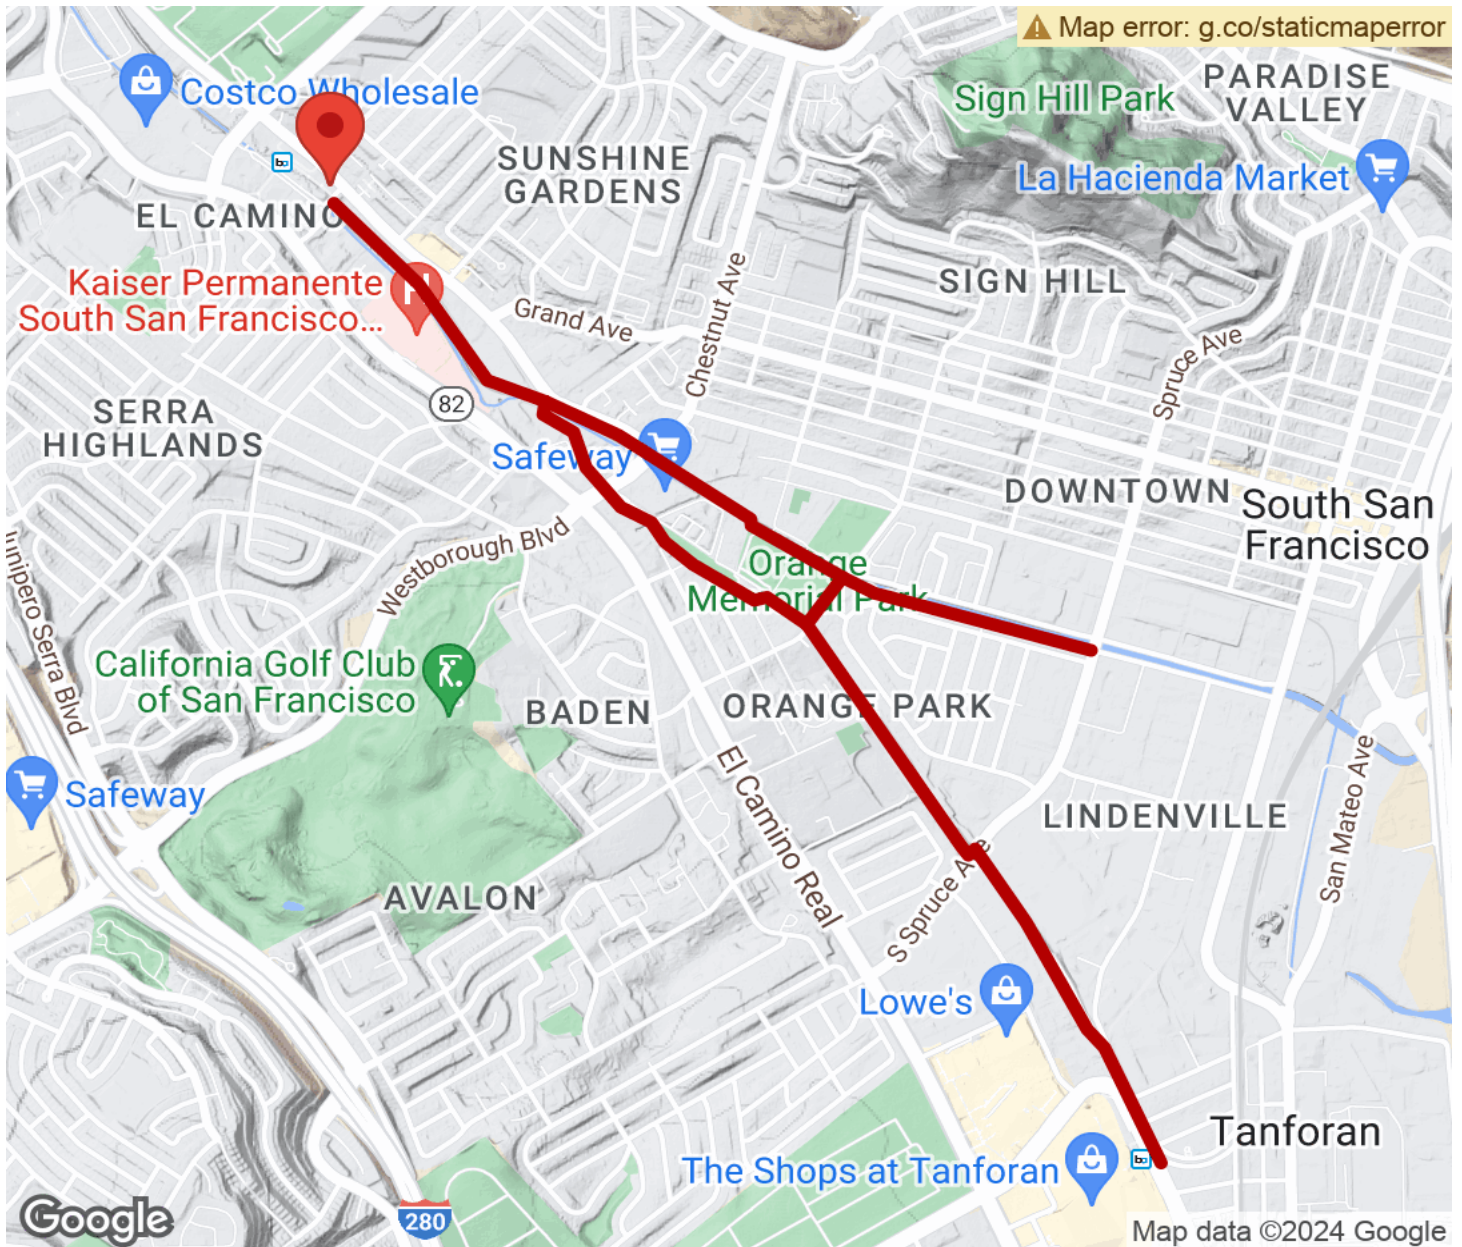 Map error: g.co/staticmaperror
PARADISE
VALLEY
Costco Wholesale
Sign Hill Park
SUNSHINE
GARDENS
La Hacienda Market
EL CAMINO
Kaiser Permanente
South San Francisco...
H
SIGN HILL
Chestnut Ave
Grand Ave
Spruce Ave
82
SERRA
HIGHLANDS
Safeway
DOWNTOWN
South San
Francisco
Westborough Blvd
Junipero Serra Blvd
Orange
Memorial Park
California Golf Club
of San Francisco
BADEN
ORANGE PARK
El Camino Real
Safeway
LINDENVILLE
San Mateo Ave
AVALON
S Spruce Ave
Lowe's
Tanforan
The Shops at Tanforan
280
Google
Map data ©2024 Google